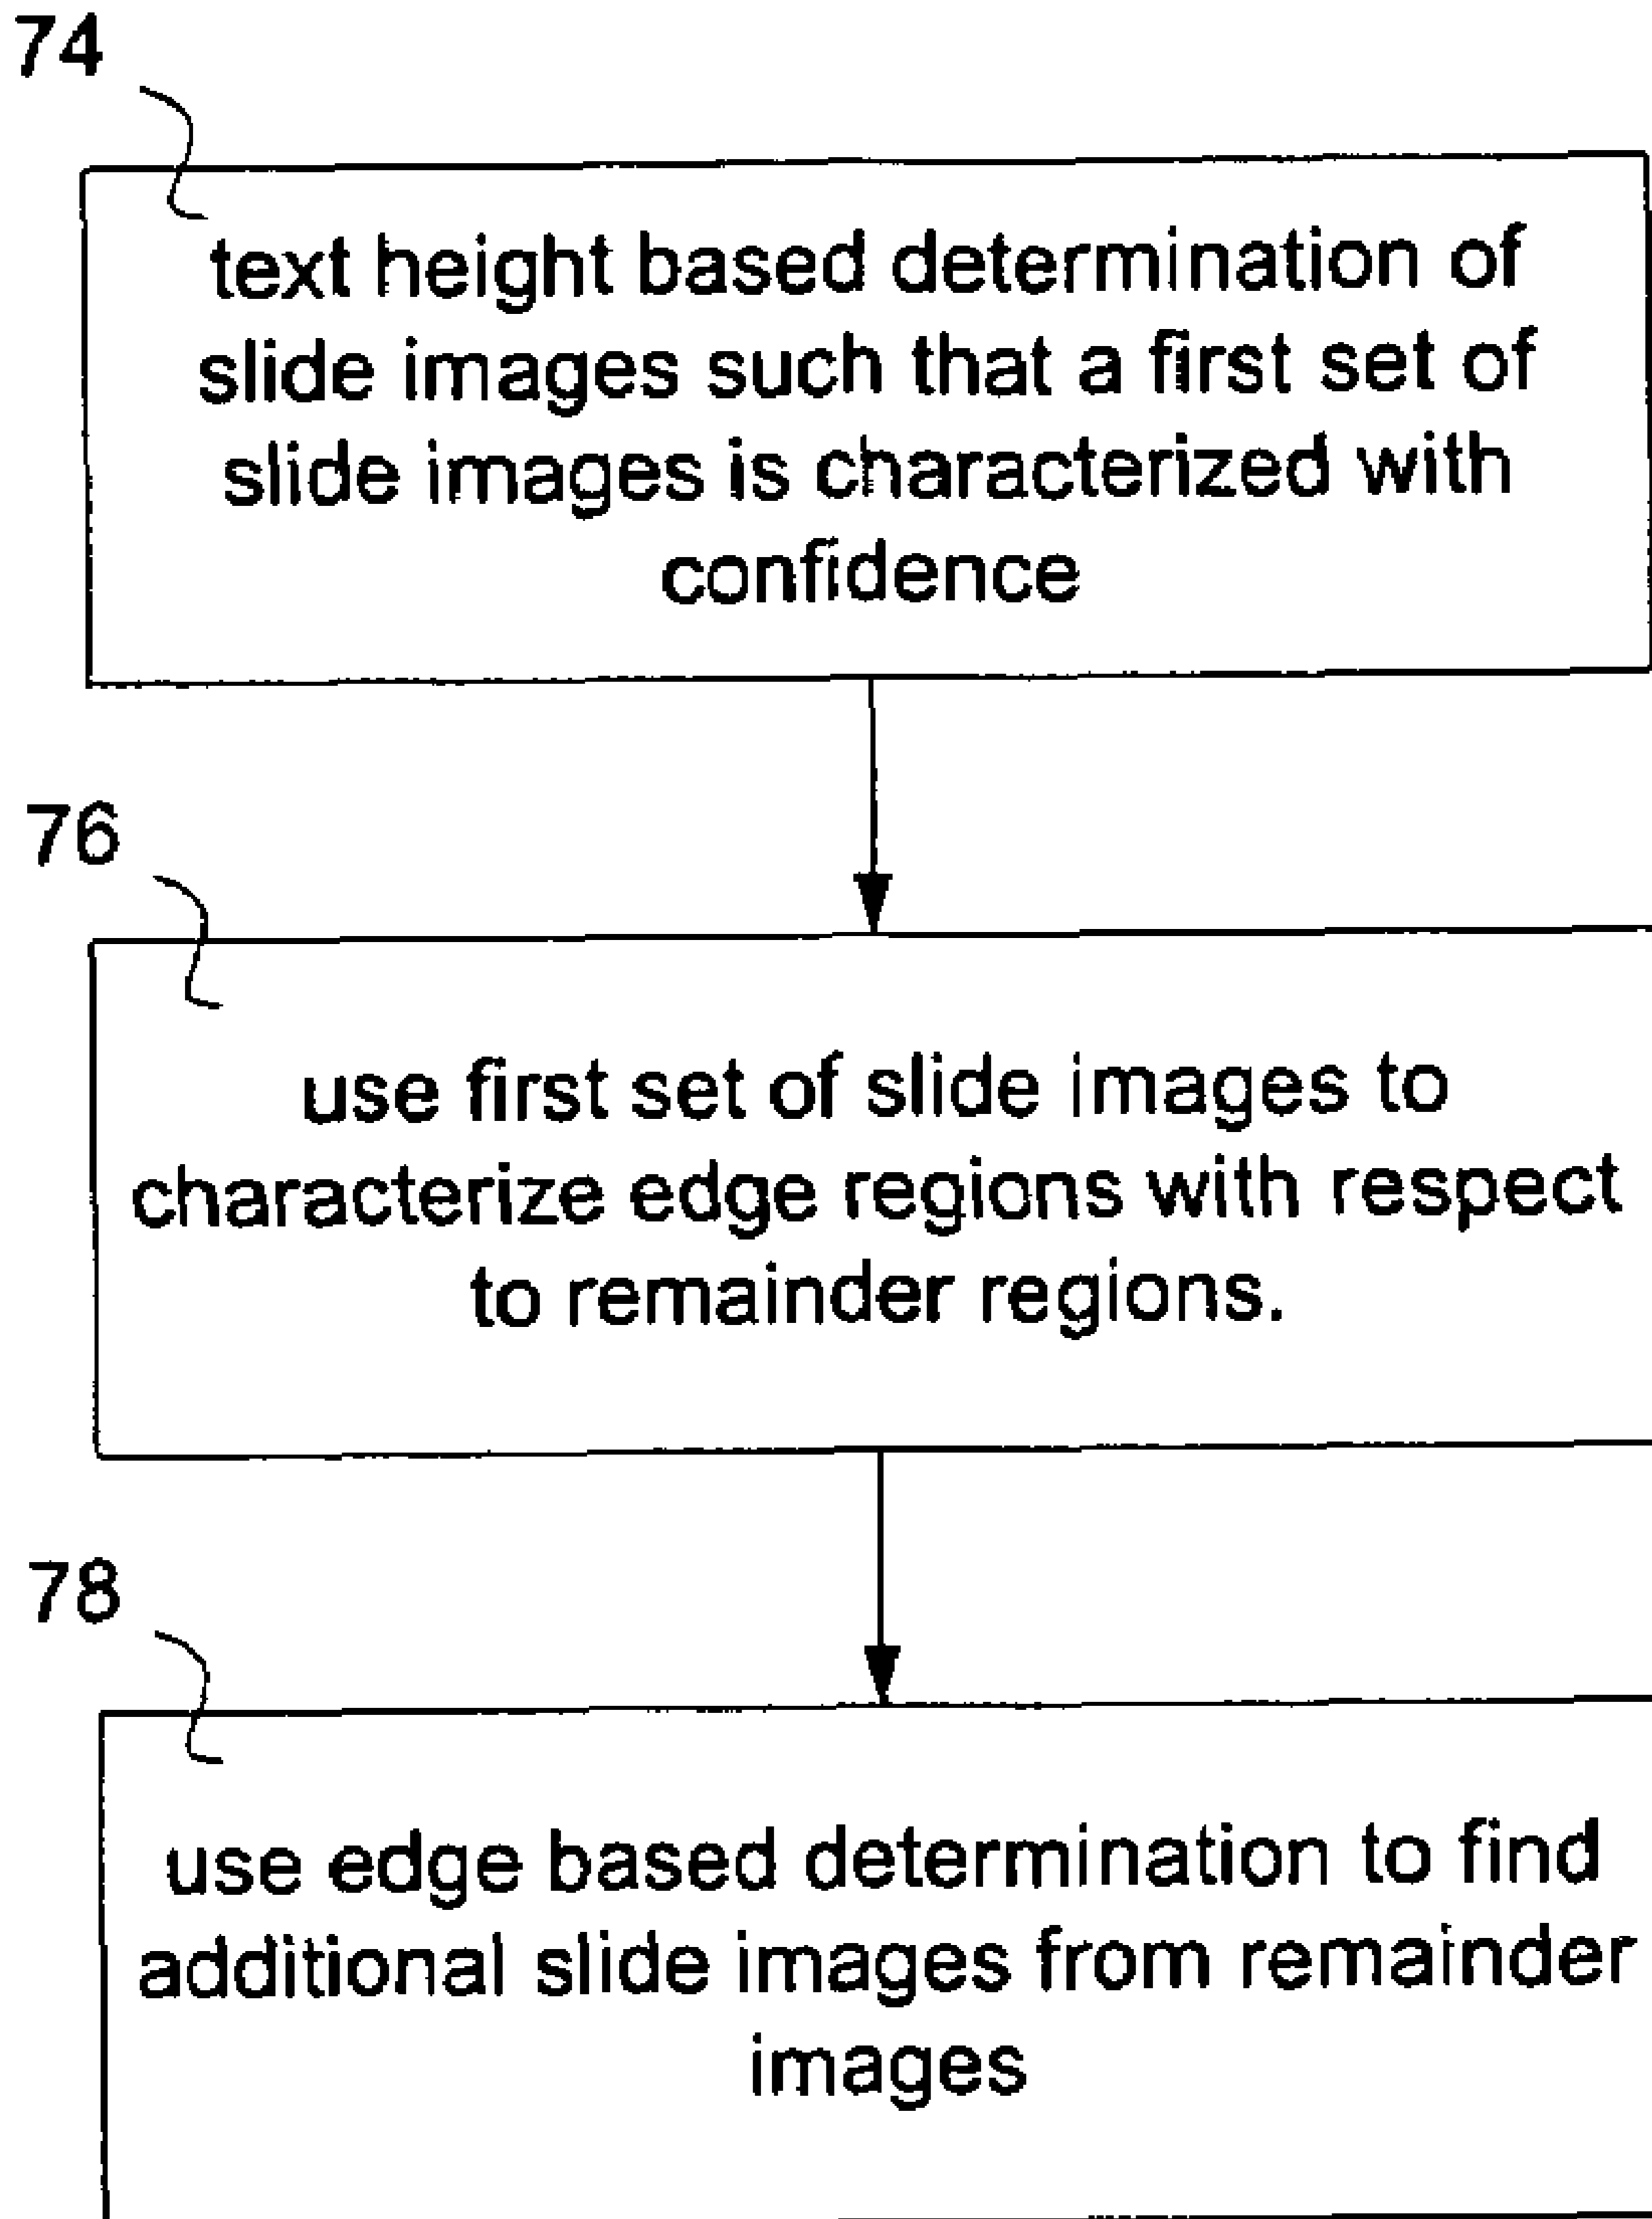 74
text height based determination of
slide images such that a first set of
slide images is characterized with
confidence
76
use first set of slide images to
characterize edge regions with respect
to remainder regions.
78
use edge based determination to find
additional slide images from remainder
images